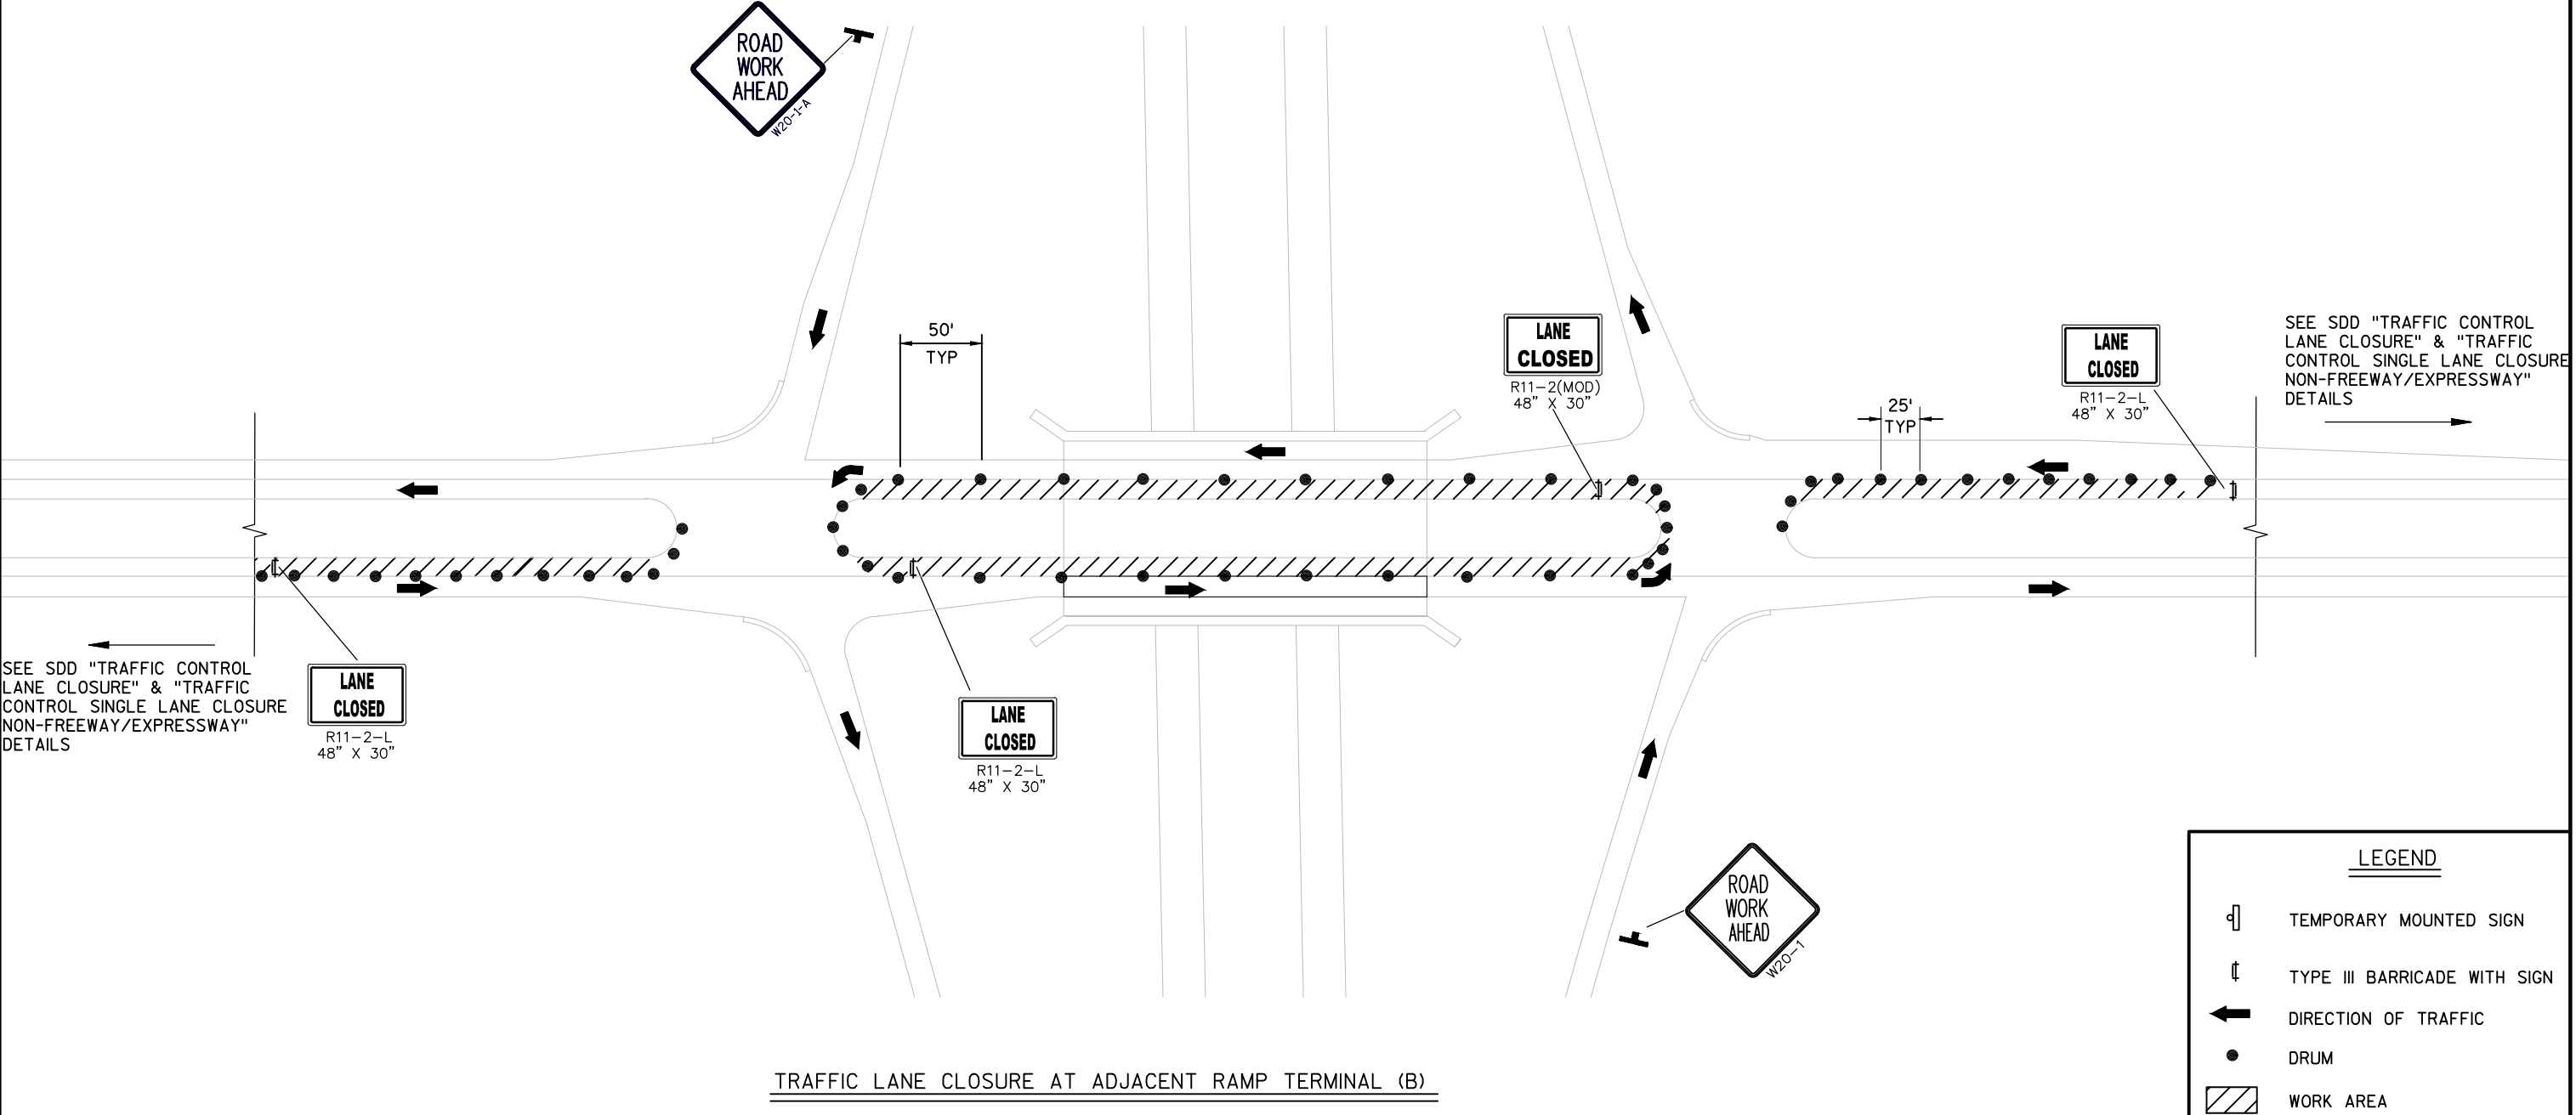 ROAD
WORK
AHEAD
W20-1-A
50'
TYP
LANE
CLOSED
R11-2(MOD)
48" X 30"
25'
TYP
LANE
CLOSED
R11-2-L
48" X 30"
SEE SDD "TRAFFIC CONTROL
LANE CLOSURE" & "TRAFFIC
CONTROL SINGLE LANE CLOSURE
NON-FREEWAY/EXPRESSWAY"
DETAILS
SEE SDD "TRAFFIC CONTROL
LANE CLOSURE" & "TRAFFIC
CONTROL SINGLE LANE CLOSURE
NON-FREEWAY/EXPRESSWAY"
DETAILS
LANE
CLOSED
R11-2-L
48" X 30"
LANE
CLOSED
R11-2-L
48" X 30"
ROAD
WORK
AHEAD
W20-1
LEGEND
TEMPORARY MOUNTED SIGN
TYPE III BARRICADE WITH SIGN
DIRECTION OF TRAFFIC
DRUM
WORK AREA
TRAFFIC LANE CLOSURE AT ADJACENT RAMP TERMINAL (B)